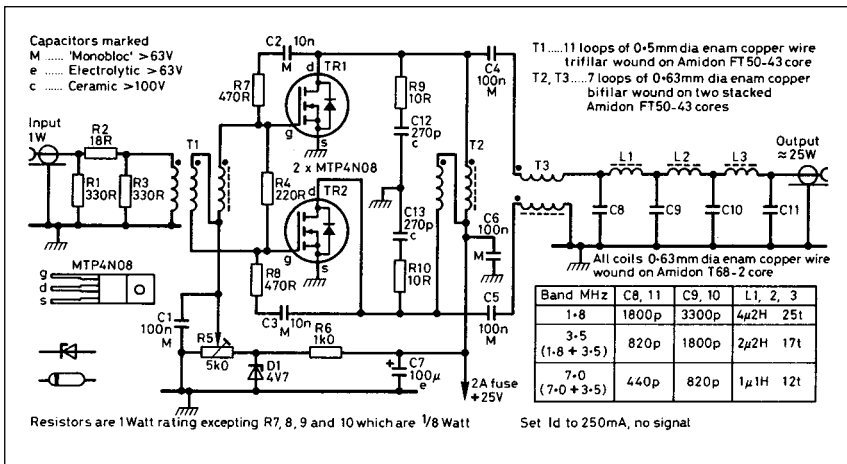 Capacitors marked
M ..... 'Monobloc' >63V
e ..... Electrolytic >63V
c ..... Ceramic >100V
C2 10n
M
d TR1
R7
470R
g
s
2 x MTP4N08
R9
10R
C12
270p
c
C4
100n
M
T1.....11 loops of 0·5mm dia enam copper wire
trifilar wound on Amidon FT50-43 core
T2, T3.....7 loops of 0·63mm dia enam copper
bifilar wound on two stacked
Amidon FT50-43 cores
Input
1W
R2
18R
R1
330R
R3
330R
T1
R4
220R
TR2
d
g
s
R8
470R
C3 10n
M
C13
270p
c
R10
10R
T2
C6
100n
M
C5
100n
M
T3
L1
L2
L3
Output
≈25W
C8
C9
C10
C11
All coils 0·63mm dia enam copper wire
wound on Amidon T68-2 core
MTP4N08
g
d
s
C1
100n
M
R5
5k0
D1
4V7
R6
1k0
C7
100µ
e
+
2A fuse
+25V
Band MHz C8, 11 C9, 10 L1, 2, 3
1·8 1800p 3300p 4µ2H 25t
3·5
(1·8 + 3·5) 820p 1800p 2µ2H 17t
7·0
(7·0 + 3·5) 440p 820p 1µ1H 12t
Resistors are 1 Watt rating excepting R7, 8, 9 and 10 which are 1/8 Watt
Set Id to 250mA, no signal